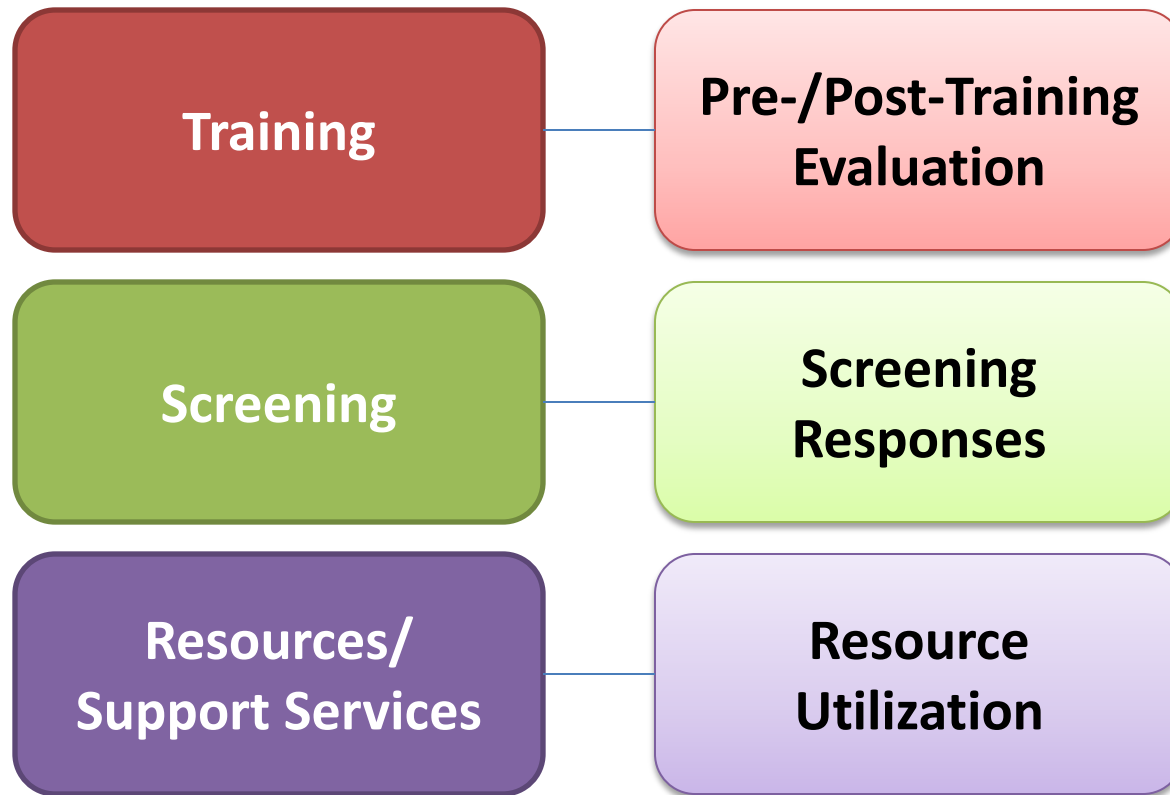 Training
Pre-/Post-Training
Evaluation
Screening
Screening
Responses
Resources/
Support Services
Resource
Utilization